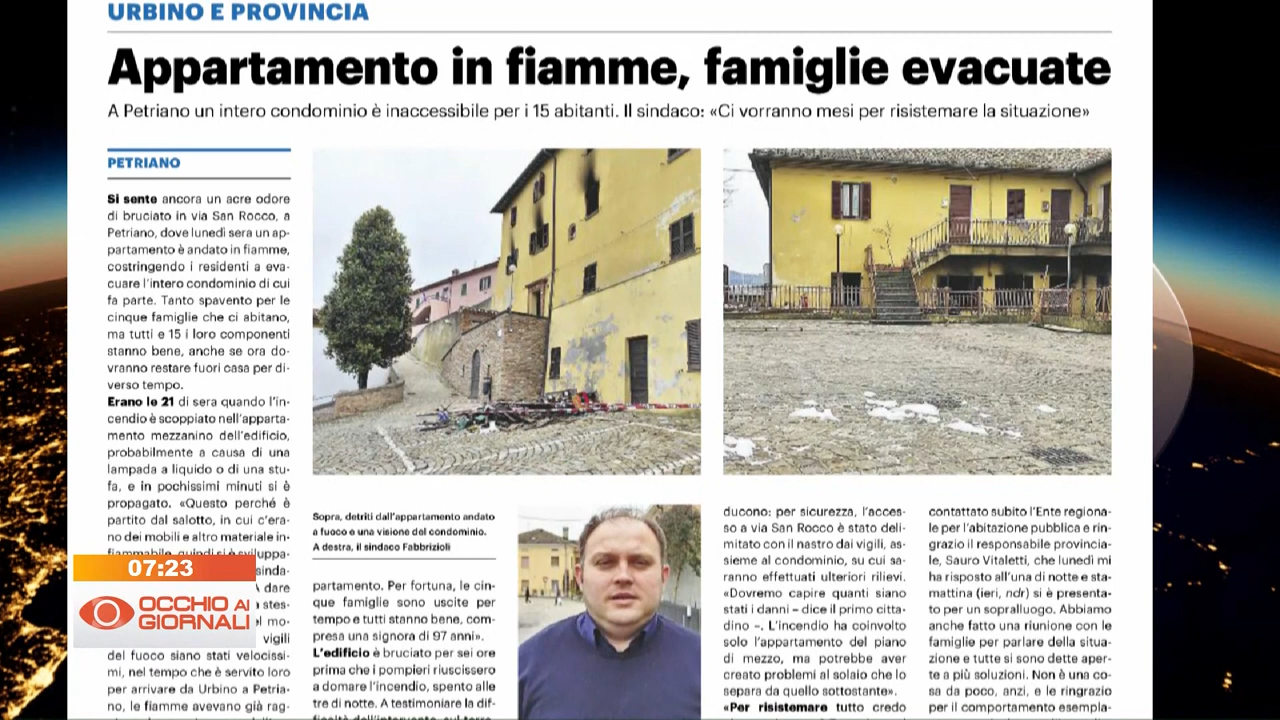 URBINO E PROVINCIA
Appartamento in fiamme, famiglie evacuate
A Petriano un intero condominio è inaccessibile per i 15 abitanti. Il sindaco: «Ci vorranno mesi per risistemare la situazione»
PETRIANO
Si sente ancora un acre odore
di bruciato in via San Rocco, a
Petriano, dove lunedì sera un ap-
partamento è andato in fiamme,
costringendo i residenti a eva-
cuare l'intero condominio di cui
fa parte. Tanto spavento per le
cinque famiglie che ci abitano,
ma tutti e 15 i loro componenti
stanno bene, anche se ora do-
vranno restare fuori casa per di-
verso tempo.
Erano le 21 di sera quando l'in-
cendio è scoppiato nell'apparta-
mento mezzanino dell'edificio,
probabilmente a causa di una
lampada a liquido o di una stu-
fa, e in pochissimi minuti si è
propagato. «Questo perché è
partito dal salotto, in cui c'era-
no dei mobili e altro materiale in-
fiammabile, quindi si è sviluppa-
sinda-
dare
stes-
mo-
vigili
del fuoco siano stati velocissi-
mi, nel tempo che è servito loro
per arrivare da Urbino a Petria-
no, le fiamme avevano già rag-
07:23
OCCHIO AI
GIORNALI
Sopra, detriti dall'appartamento andato
a fuoco e una visione del condominio.
A destra, il sindaco Fabbrizioli
partamento. Per fortuna, le cin-
que famiglie sono uscite per
tempo e tutti stanno bene, com-
presa una signora di 97 anni».
L'edificio è bruciato per sei ore
prima che i pompieri riuscissero
a domare l'incendio, spento alle
tre di notte. A testimoniare la dif-
ficoltà dell'intervento, sul
ducono: per sicurezza, l'acces-
so a via San Rocco è stato deli-
mitato con il nastro dai vigili, as-
sieme al condominio, su cui sa-
ranno effettuati ulteriori rilievi.
«Dovremo capire quanti siano
stati i danni – dice il primo citta-
dino –. L'incendio ha coinvolto
solo l'appartamento del piano
di mezzo, ma potrebbe aver
creato problemi al solaio che lo
separa da quello sottostante».
«Per risistemare tutto credo
contattato subito l'Ente regiona-
le per l'abitazione pubblica e rin-
grazio il responsabile provincia-
le, Sauro Vitaletti, che lunedì mi
ha risposto all'una di notte e sta-
mattina (ieri, ndr) si è presenta-
to per un sopralluogo. Abbiamo
anche fatto una riunione con le
famiglie per parlare della situa-
zione e tutte si sono dette aper-
te a più soluzioni. Non è una co-
sa da poco, anzi, e le ringrazio
per il comportamento esempla-